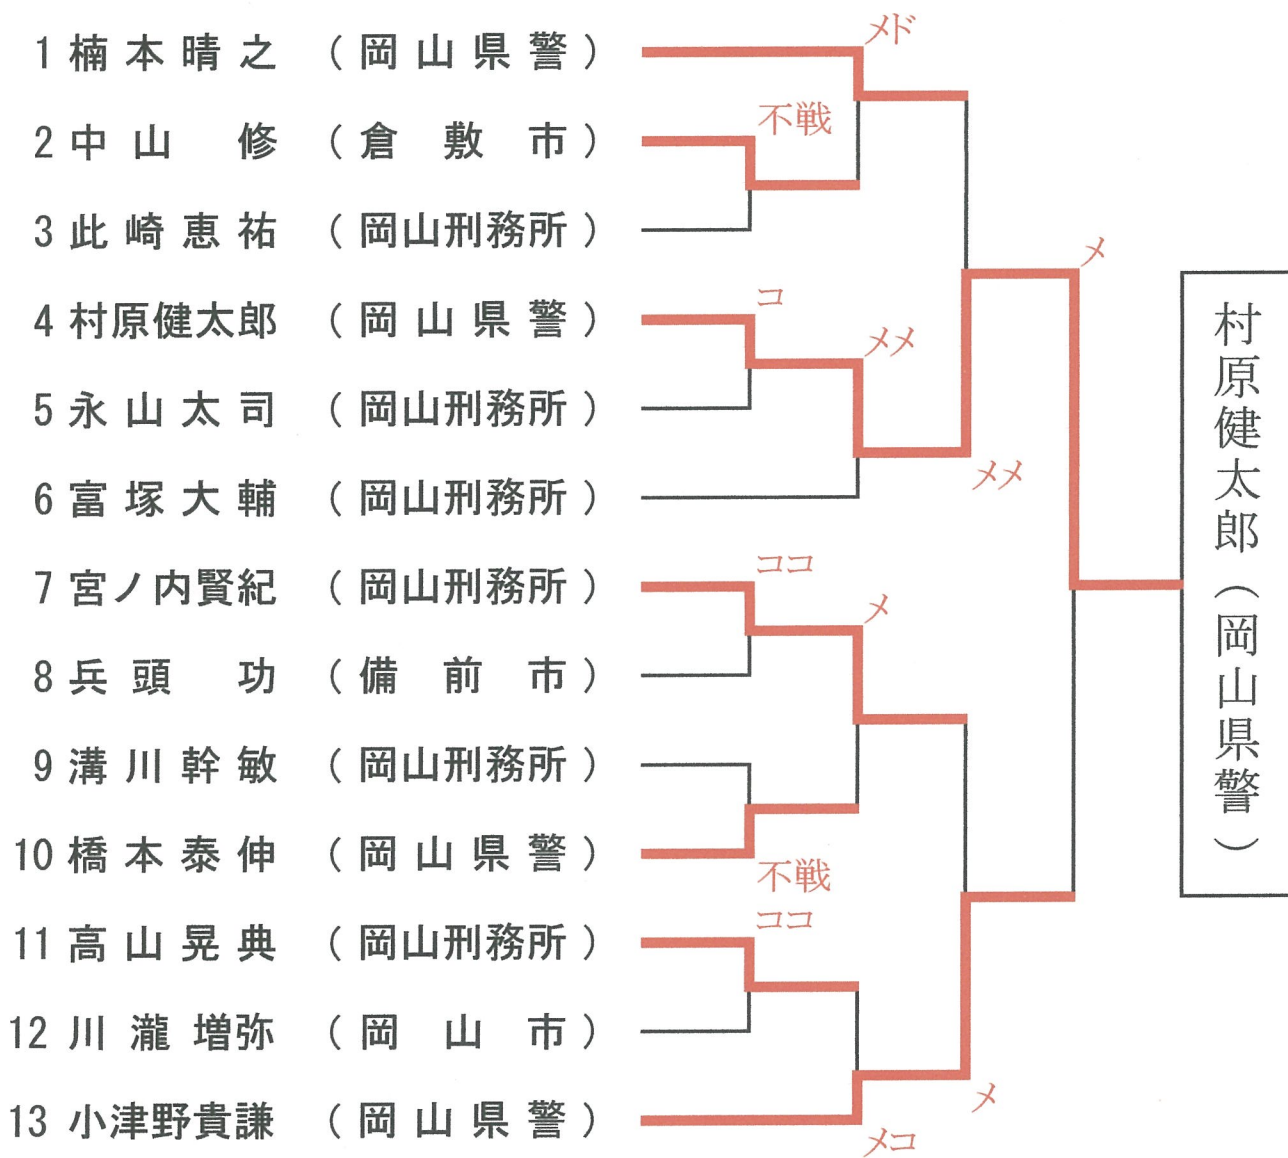 1 楠本晴之 (岡山県警)
メド
2 中山 修 (倉敷市)
不戦
3 此崎恵祐 (岡山刑務所)
4 村原健太郎 (岡山県警)
コ
メメ
5 永山太司 (岡山刑務所)
6 富塚大輔 (岡山刑務所)
メメ
メ
7 宮ノ内賢紀 (岡山刑務所)
ココ
メ
8 兵頭 功 (備前市)
9 溝川幹敏 (岡山刑務所)
10 橋本泰伸 (岡山県警)
不戦
11 高山晃典 (岡山刑務所)
ココ
12 川瀧増弥 (岡山市)
13 小津野貴謙 (岡山県警)
メコ
メ
村原健太郎(岡山県警)